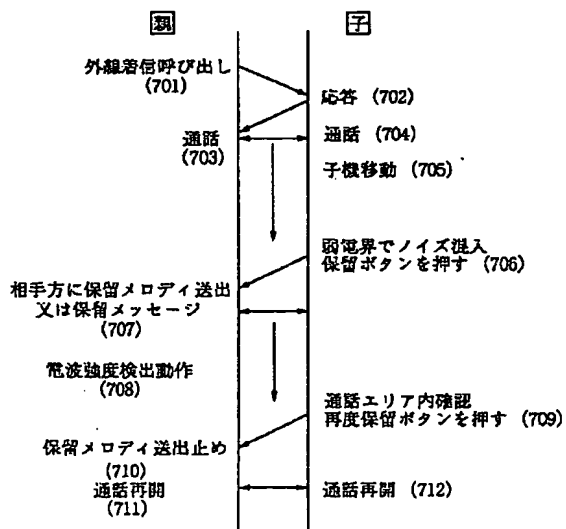 親 子
外線着信呼び出し
(701)
応答 (702)
通話
(703)
通話 (704)
子機移動 (705)
弱電界でノイズ混入
保留ボタンを押す (706)
相手方に保留メロディ送出
又は保留メッセージ
(707)
電波強度検出動作
(708)
通話エリア内確認
再度保留ボタンを押す (709)
保留メロディ送出止め
(710)
通話再開
(711)
通話再開 (712)